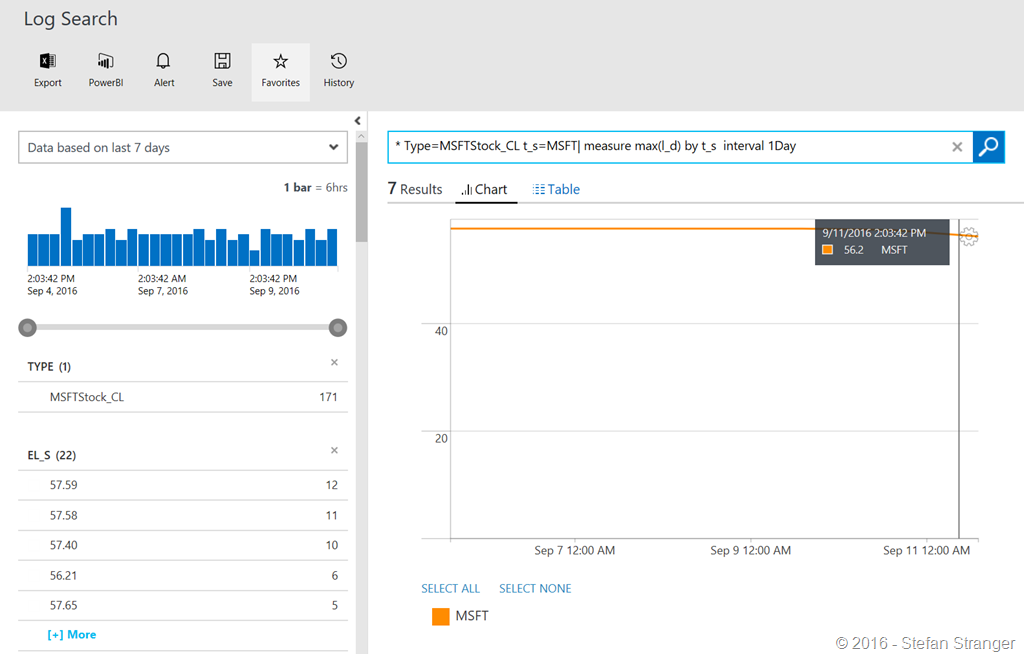 Log Search
Export PowerBI Alert Save Favorites History
Data based on last 7 days
1 bar = 6hrs
2:03:42 PM 2:03:42 AM 2:03:42 PM
Sep 4, 2016 Sep 7, 2016 Sep 9, 2016
TYPE (1)
MSFTStock_CL 171
EL_S (22)
57.59 12
57.58 11
57.40 10
56.21 6
57.65 5
[+] More
* Type=MSFTStock_CL t_s=MSFT| measure max(l_d) by t_s interval 1Day
7 Results Chart Table
9/11/2016 2:03:42 PM
56.2 MSFT
40
20
Sep 7 12:00 AM Sep 9 12:00 AM Sep 11 12:00 AM
SELECT ALL SELECT NONE
MSFT
© 2016 - Stefan Stranger